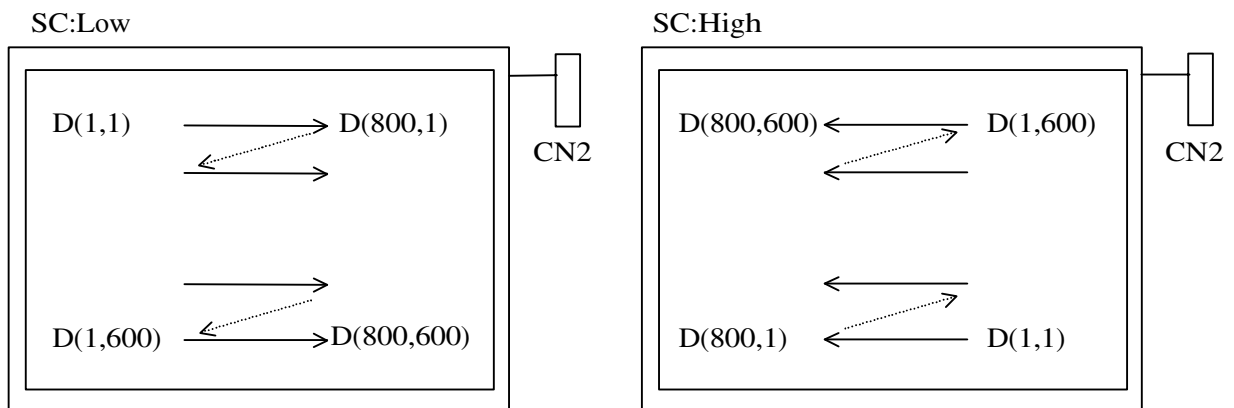 SC:Low
D(1,1) D(800,1)
CN2
D(1,600) D(800,600)
SC:High
D(800,600) D(1,600)
CN2
D(800,1) D(1,1)